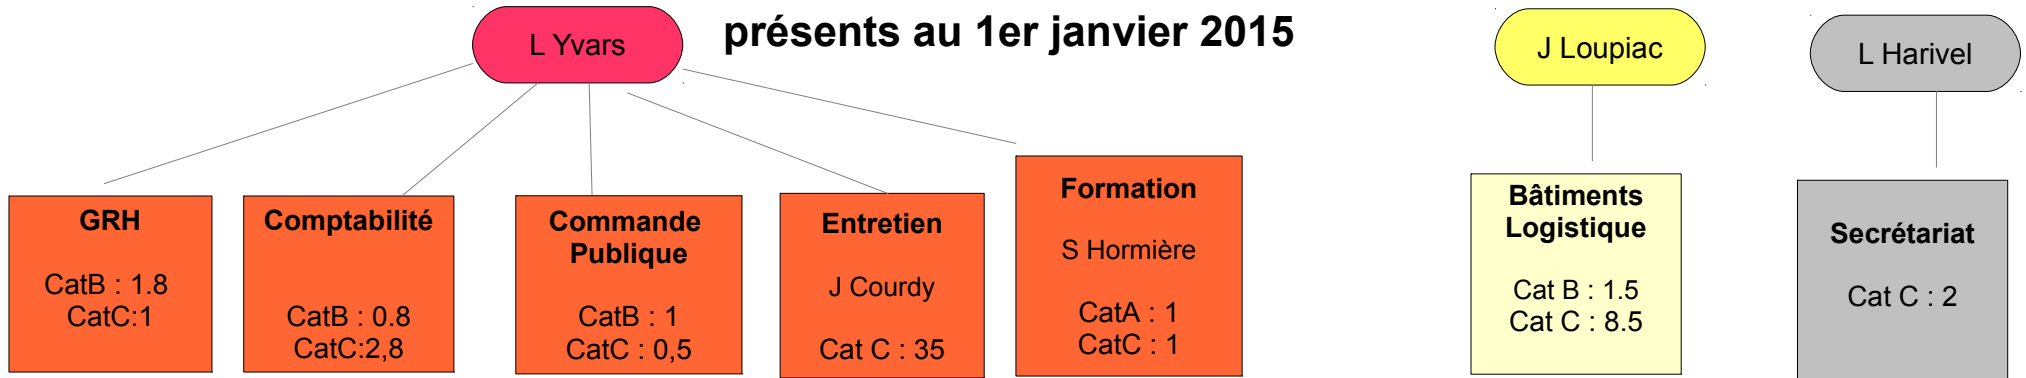 présents au 1er janvier 2015
L Yvars
J Loupiac
L Harivel
GRH
CatB : 1.8
CatC:1
Comptabilité
CatB : 0.8
CatC:2,8
Commande
Publique
CatB : 1
CatC : 0,5
Entretien
J Courdy
Cat C : 35
Formation
S Hormière
CatA : 1
CatC : 1
Bâtiments
Logistique
Cat B : 1.5
Cat C : 8.5
Secrétariat
Cat C : 2